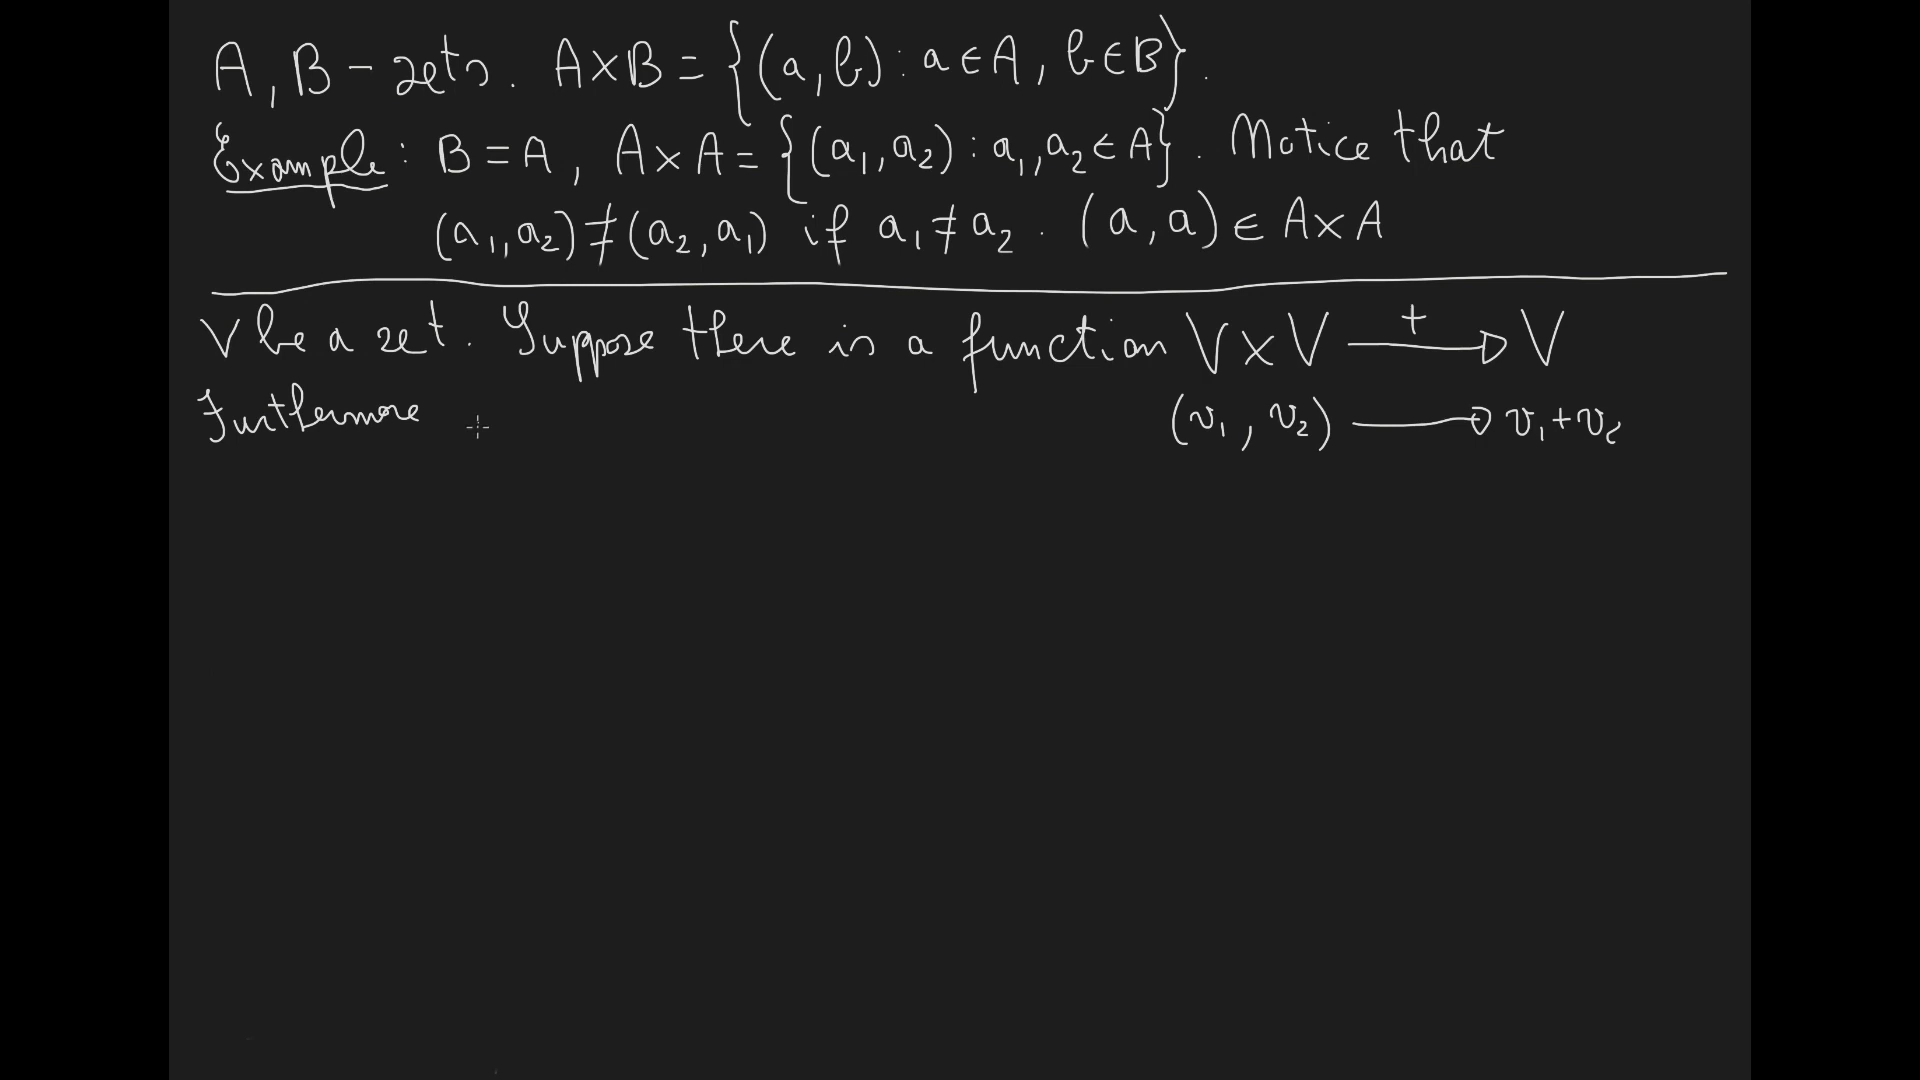 A, B - sets. A×B = {(a, b) : a ∈ A, b ∈ B}.
Example: B = A, A×A = {(a₁, a₂) : a₁, a₂ ∈ A}. Notice that
(a₁, a₂) ≠ (a₂, a₁) if a₁ ≠ a₂. (a, a) ∈ A×A
V be a set. Suppose there is a function V×V —+→ V
Furthermore (v₁, v₂) → v₁+v₂